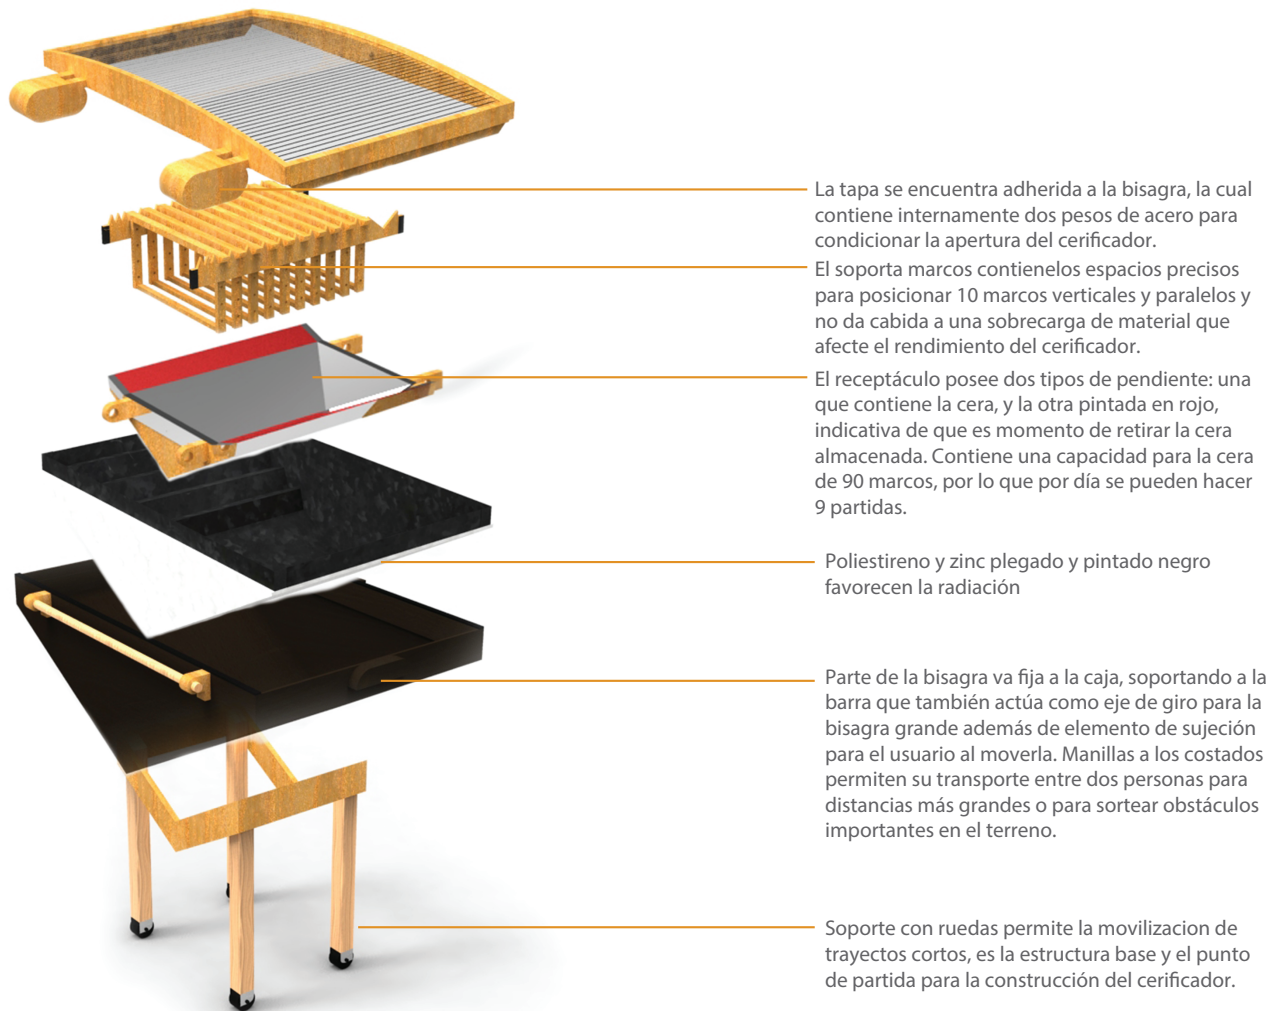 La tapa se encuentra adherida a la bisagra, la cual
contiene internamente dos pesos de acero para
condicionar la apertura del cerificador.
El soporta marcos contienelos espacios precisos
para posicionar 10 marcos verticales y paralelos y
no da cabida a una sobrecarga de material que
afecte el rendimiento del cerificador.
El receptáculo posee dos tipos de pendiente: una
que contiene la cera, y la otra pintada en rojo,
indicativa de que es momento de retirar la cera
almacenada. Contiene una capacidad para la cera
de 90 marcos, por lo que por día se pueden hacer
9 partidas.
Poliestireno y zinc plegado y pintado negro
favorecen la radiación
Parte de la bisagra va fija a la caja, soportando a la
barra que también actúa como eje de giro para la
bisagra grande además de elemento de sujeción
para el usuario al moverla. Manillas a los costados
permiten su transporte entre dos personas para
distancias más grandes o para sortear obstáculos
importantes en el terreno.
Soporte con ruedas permite la movilizacion de
trayectos cortos, es la estructura base y el punto
de partida para la construcción del cerificador.